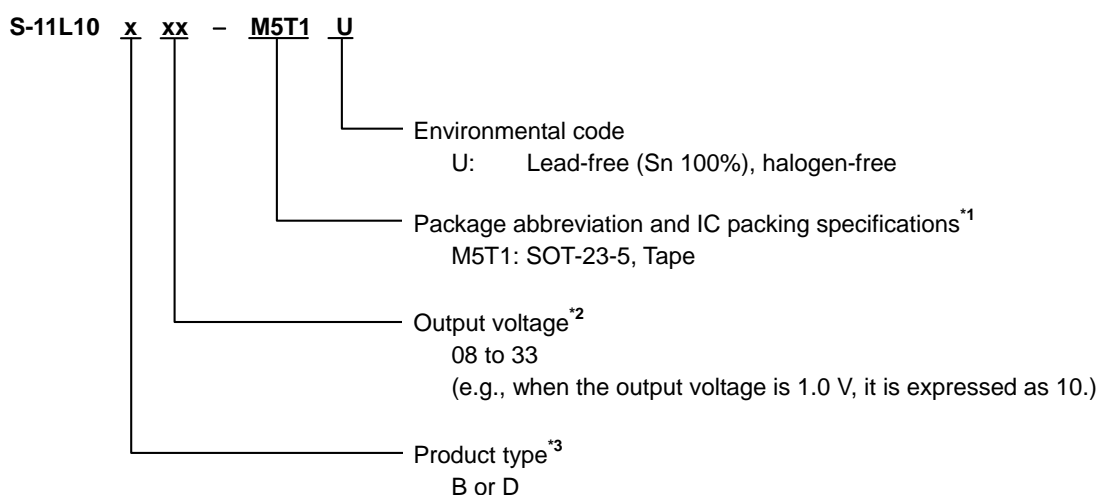 S-11L10 x xx – M5T1 U
Environmental code
U: Lead-free (Sn 100%), halogen-free
Package abbreviation and IC packing specifications*1
M5T1: SOT-23-5, Tape
Output voltage*2
08 to 33
(e.g., when the output voltage is 1.0 V, it is expressed as 10.)
Product type*3
B or D